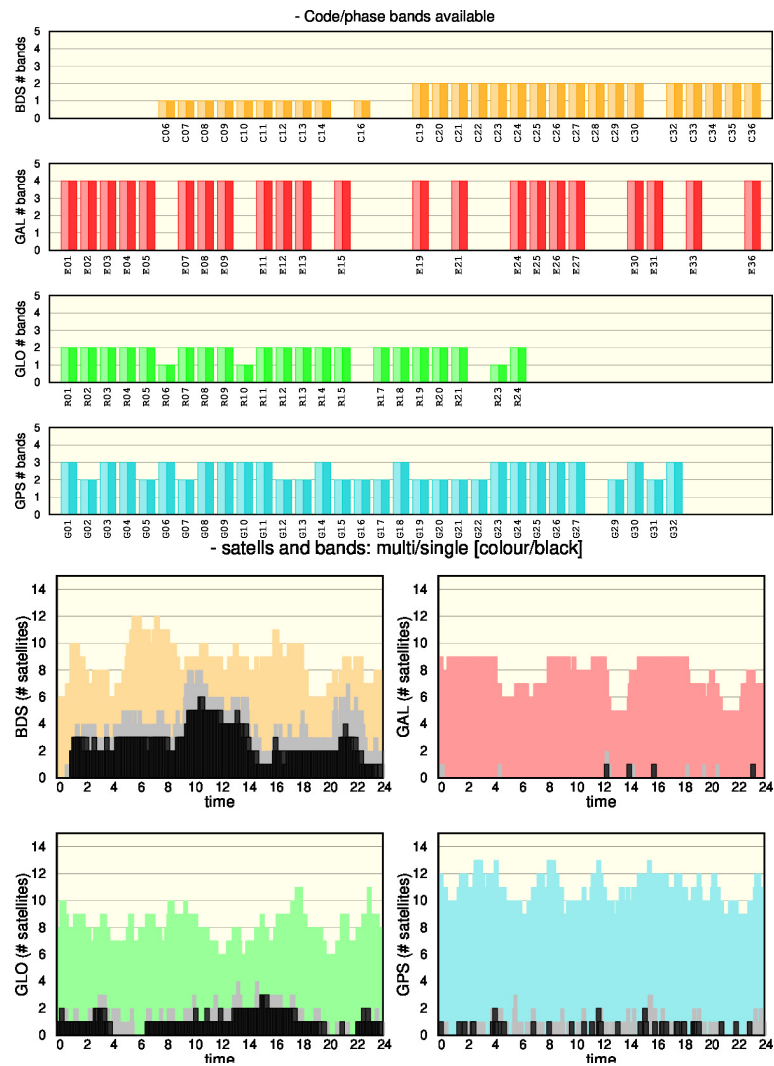 - Code/phase bands available
BDS # bands
5
4
3
2
1
0
C06 C07 C08 C09 C10 C11 C12 C13 C14 C16 C19 C20 C21 C22 C23 C24 C25 C26 C27 C28 C29 C30 C32 C33 C34 C35 C36
GAL # bands
5
4
3
2
1
0
E01 E02 E03 E04 E05 E07 E08 E09 E11 E12 E13 E15 E19 E21 E24 E25 E26 E27 E30 E31 E33 E36
GLO # bands
5
4
3
2
1
0
R01 R02 R03 R04 R05 R06 R07 R08 R09 R10 R11 R12 R13 R14 R15 R17 R18 R19 R20 R21 R23 R24
GPS # bands
5
4
3
2
1
0
G01 G02 G03 G04 G05 G06 G07 G08 G09 G10 G11 G12 G13 G14 G15 G16 G17 G18 G19 G20 G21 G22 G23 G24 G25 G26 G27 G29 G30 G31 G32
- satells and bands: multi/single [colour/black]
BDS (# satellites)
14
12
10
8
6
4
2
0
0 2 4 6 8 10 12 14 16 18 20 22 24
time
GAL (# satellites)
14
12
10
8
6
4
2
0
0 2 4 6 8 10 12 14 16 18 20 22 24
time
GLO (# satellites)
14
12
10
8
6
4
2
0
0 2 4 6 8 10 12 14 16 18 20 22 24
time
GPS (# satellites)
14
12
10
8
6
4
2
0
0 2 4 6 8 10 12 14 16 18 20 22 24
time